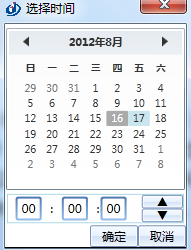 选择时间
2012年8月
日 一 二 三 四 五 六
29 30 31 1 2 3 4
5 6 7 8 9 10 11
12 13 14 15 16 17 18
19 20 21 22 23 24 25
26 27 28 29 30 31 1
2 3 4 5 6 7 8
00 : 00 : 00
确定 取消